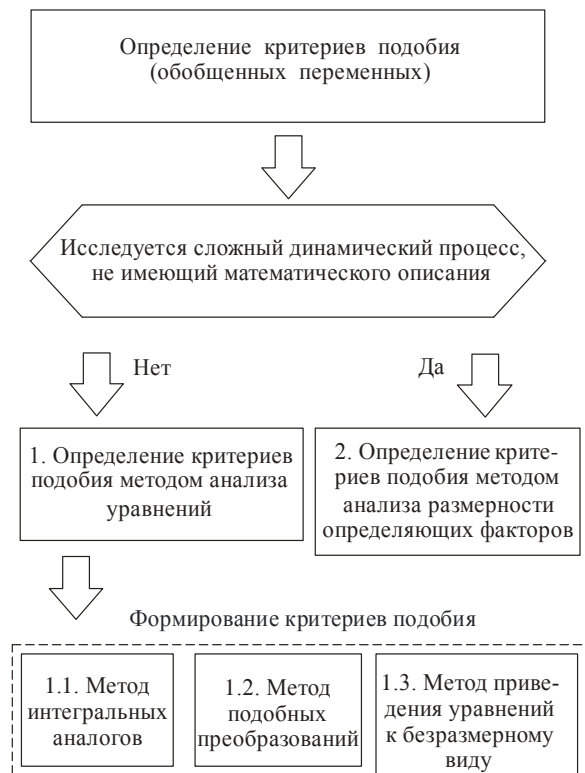 Определение критериев подобия
(обобщенных переменных)
Исследуется сложный динамический процесс,
не имеющий математического описания
Нет
Да
1. Определение критериев
подобия методом анализа
уравнений
2. Определение крите-
риев подобия методом
анализа размерности
определяющих факторов
Формирование критериев подобия
1.1. Метод
интегральных
аналогов
1.2. Метод
подобных
преобразований
1.3. Метод приве-
дения уравнений
к безразмерному
виду